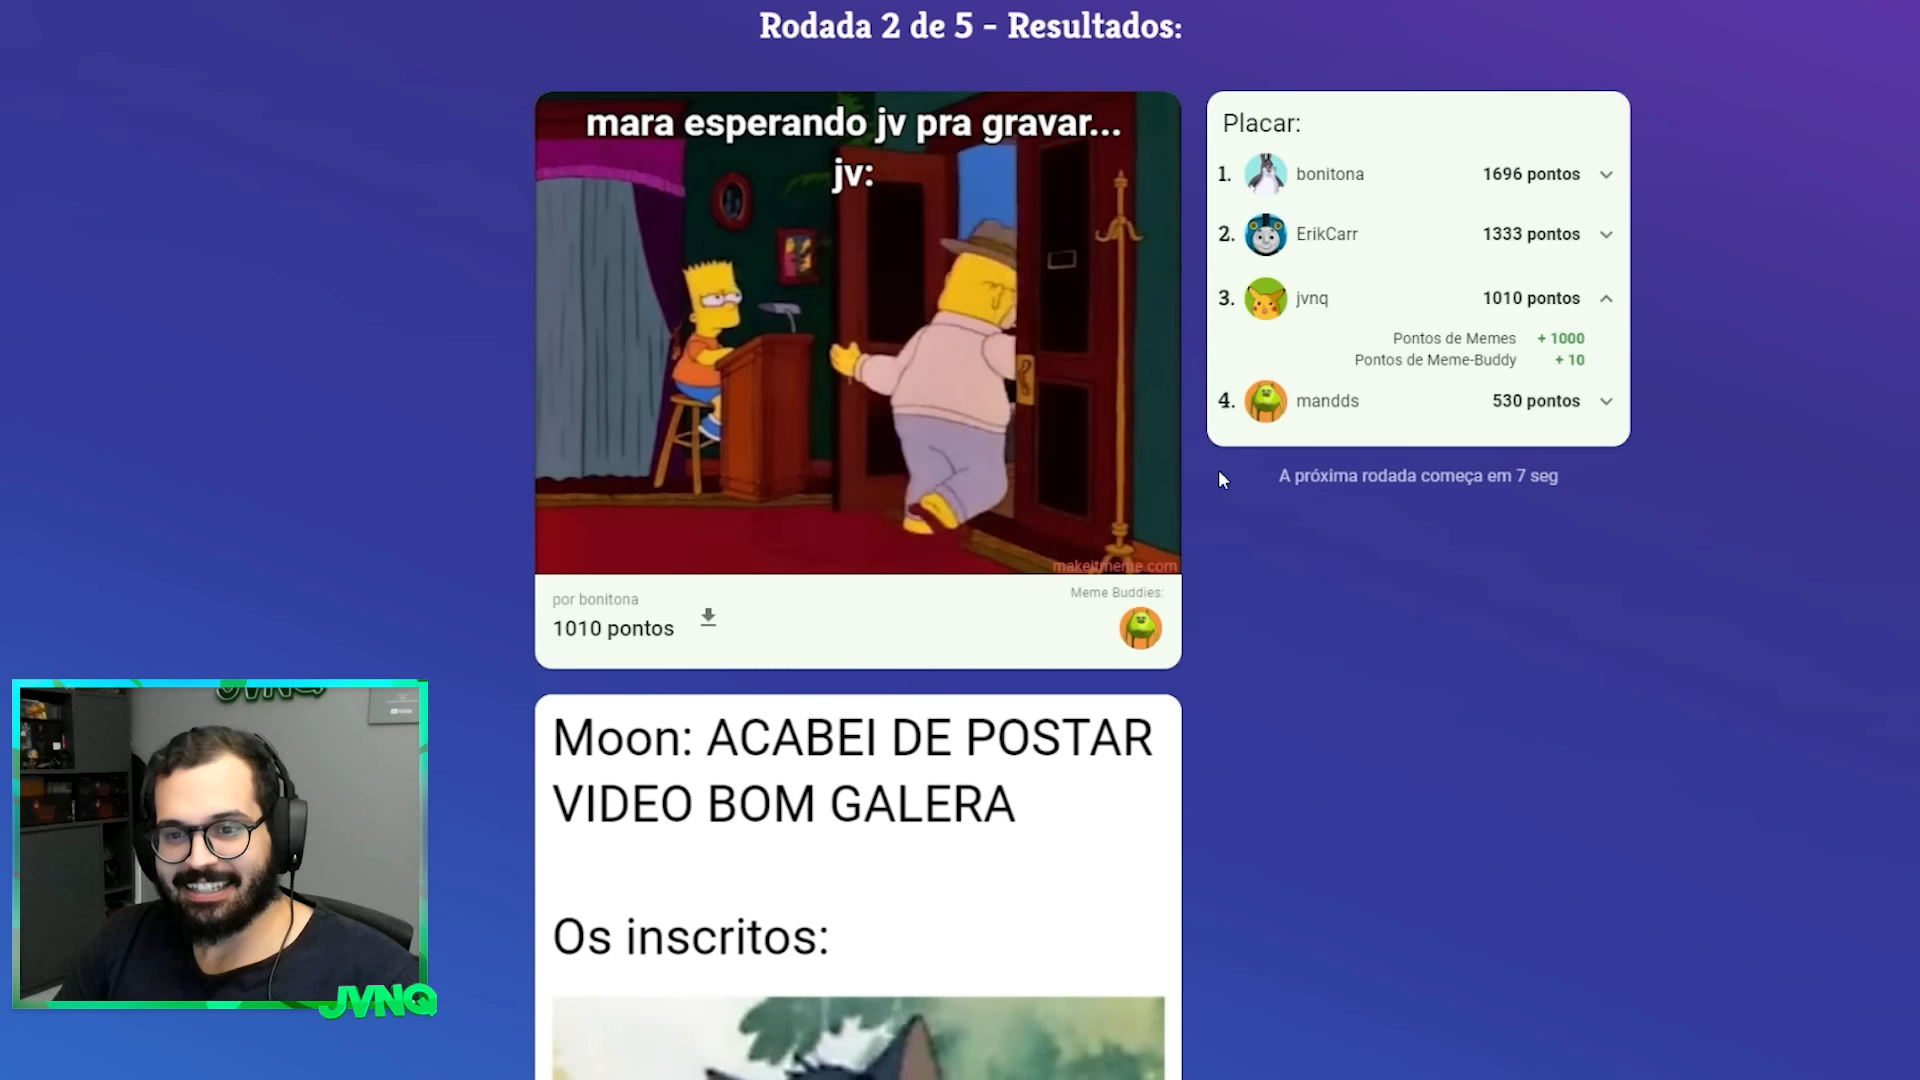 Rodada 2 de 5 - Resultados:
mara esperando jv pra gravar...
jv:
makeitmeme.com
por bonitona
1010 pontos
Meme Buddies:
Moon: ACABEI DE POSTAR
VIDEO BOM GALERA
Os inscritos:
Placar:
1. bonitona 1696 pontos
2. ErikCarr 1333 pontos
3. jvnq 1010 pontos
Pontos de Memes + 1000
Pontos de Meme-Buddy + 10
4. mandds 530 pontos
A próxima rodada começa em 7 seg
JVNQ
JVNQ